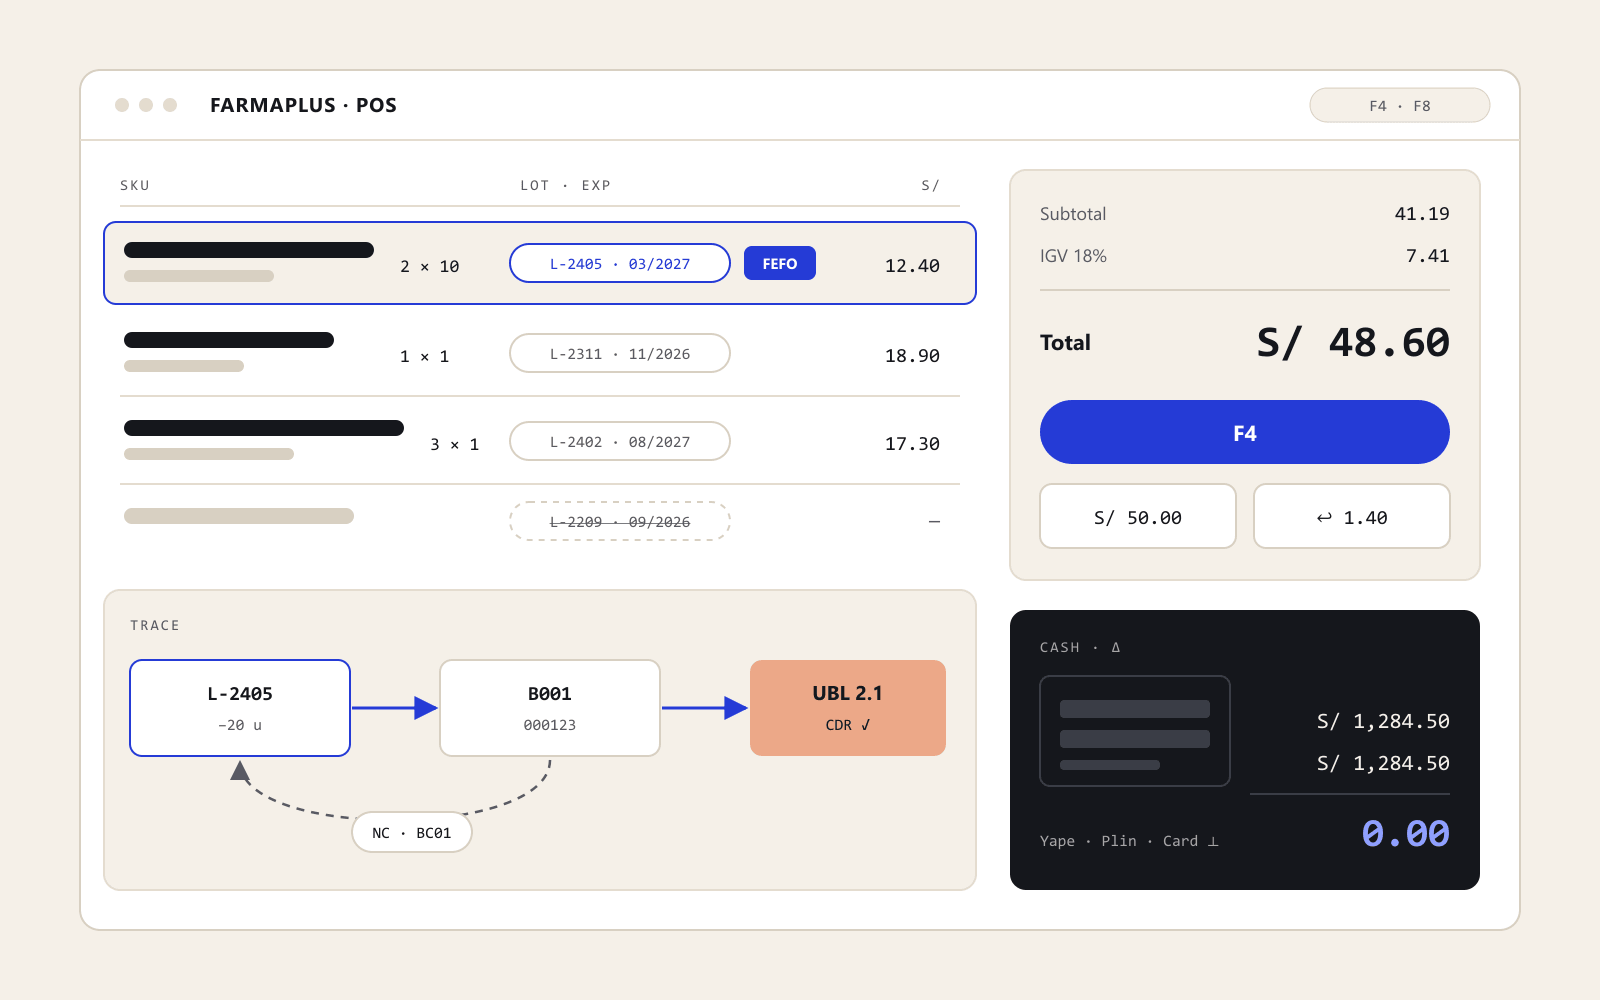 FARMAPLUS · POS
F4 · F8
SKU LOT · EXP S/
2 × 10 L-2405 · 03/2027 FEFO 12.40
1 × 1 L-2311 · 11/2026 18.90
3 × 1 L-2402 · 08/2027 17.30
L-2209 · 09/2026 —
Subtotal 41.19
IGV 18% 7.41
Total S/ 48.60
F4
S/ 50.00 ↩ 1.40
TRACE
L-2405
−20 u
B001
000123
UBL 2.1
CDR ✓
NC · BC01
CASH · Δ
S/ 1,284.50
S/ 1,284.50
Yape · Plin · Card ⊥ 0.00